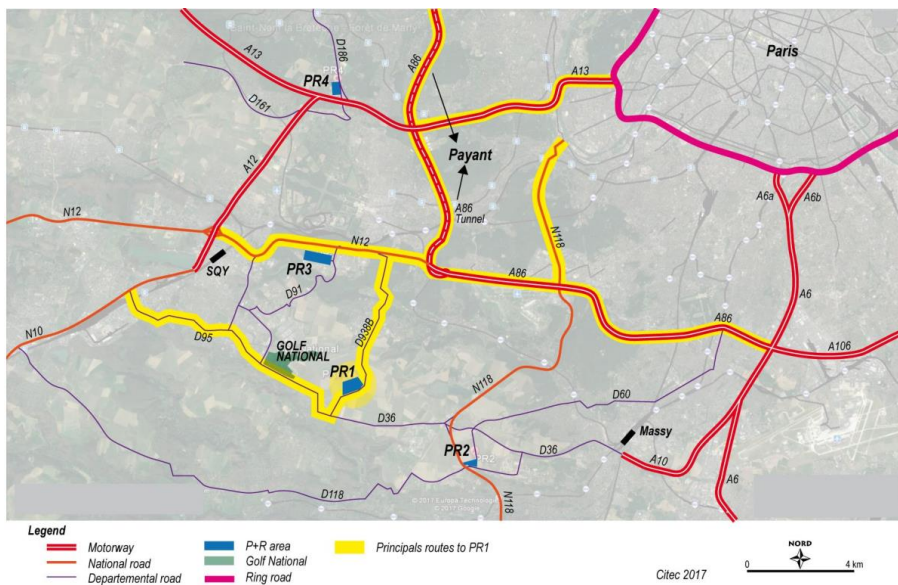 A13
D186
PR4
A86
A13
Paris
D161
A12
Payant
A86
Tunnel
A6a
A6b
N12
N12
N118
SQY
PR3
A86
D91
A6
A86
N10
D95
D938B
A106
GOLF
NATIONAL
PR1
N118
D60
D36
Massy
PR2
PR2
D36
A10
A6
D118
N118
© 2017 Google
Legend
Motorway
National road
Departemental road
P+R area
Golf National
Ring road
Principals routes to PR1
Citec 2017
NORD
0
4 km